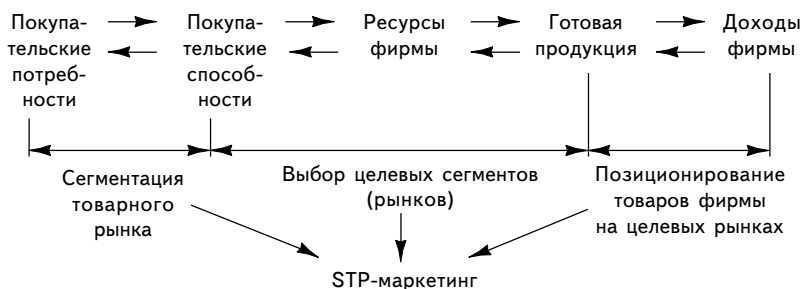 Покупа-
тельские
потреб-
ности
Покупа-
тельские
способ-
ности
Ресурсы
фирмы
Готовая
продукция
Доходы
фирмы
Сегментация
товарного
рынка
Выбор целевых сегментов
(рынков)
Позиционирование
товаров фирмы
на целевых рынках
STP-маркетинг